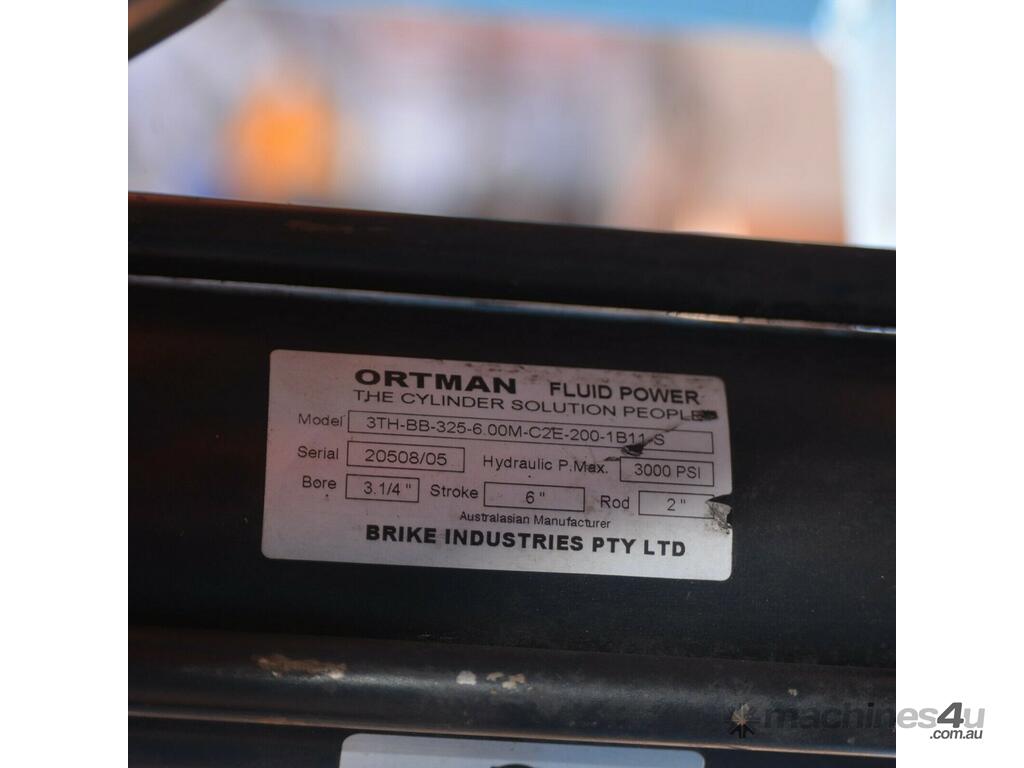 ORTMAN FLUID POWER
THE CYLINDER SOLUTION PEOPLE
Model 3TH-BB-325-6.00M-C2E-200-1B11-S
Serial 20508/05 Hydraulic P.Max. 3000 PSI
Bore 3.1/4" Stroke 6" Rod 2"
Australasian Manufacturer
BRIKE INDUSTRIES PTY LTD
machines4u
.com.au